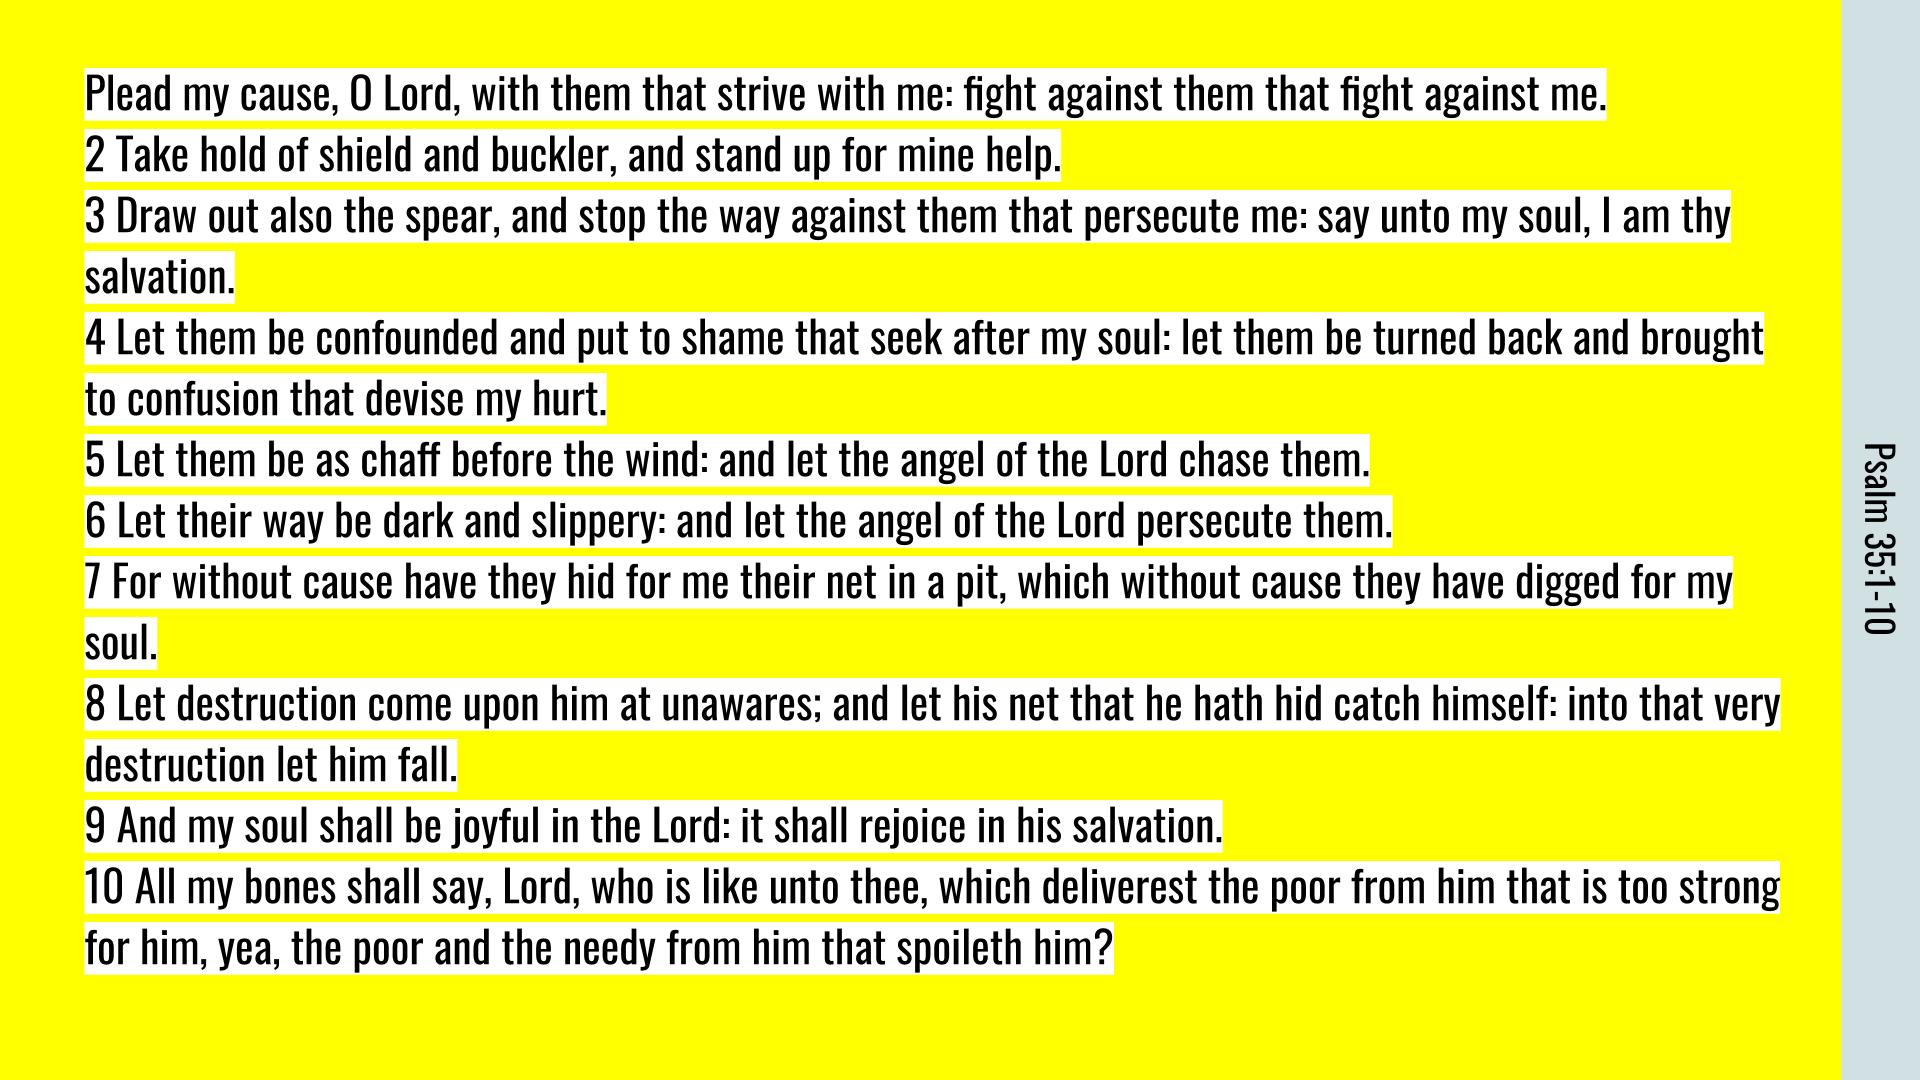 Plead my cause, O Lord, with them that strive with me: fight against them that fight against me.
2 Take hold of shield and buckler, and stand up for mine help.
3 Draw out also the spear, and stop the way against them that persecute me: say unto my soul, I am thy
salvation.
4 Let them be confounded and put to shame that seek after my soul: let them be turned back and brought
to confusion that devise my hurt.
5 Let them be as chaff before the wind: and let the angel of the Lord chase them.
6 Let their way be dark and slippery: and let the angel of the Lord persecute them.
7 For without cause have they hid for me their net in a pit, which without cause they have digged for my
soul.
8 Let destruction come upon him at unawares; and let his net that he hath hid catch himself: into that very
destruction let him fall.
9 And my soul shall be joyful in the Lord: it shall rejoice in his salvation.
10 All my bones shall say, Lord, who is like unto thee, which deliverest the poor from him that is too strong
for him, yea, the poor and the needy from him that spoileth him?
Psalm 35:1-10